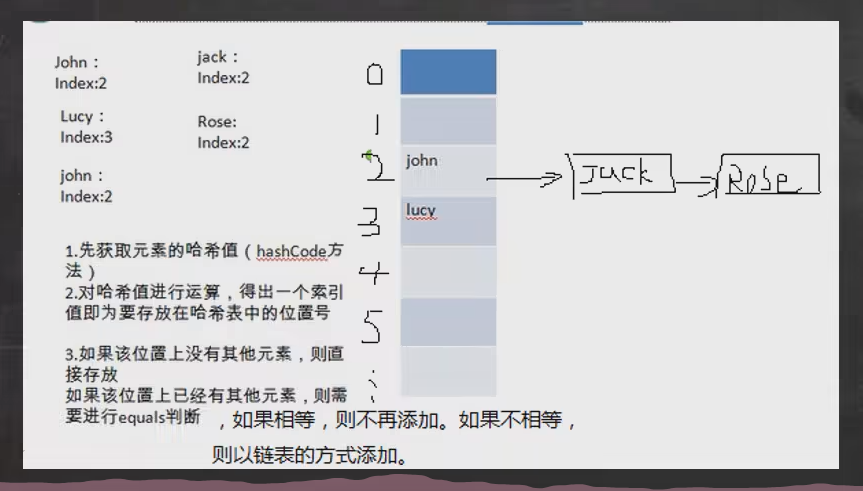 John：
Index:2
jack：
Index:2
Lucy：
Index:3
Rose:
Index:2
john：
Index:2
1.先获取元素的哈希值（hashCode方
法）
2.对哈希值进行运算，得出一个索引
值即为要存放在哈希表中的位置号
3.如果该位置上没有其他元素，则直
接存放
如果该位置上已经有其他元素，则需
要进行equals判断 ，如果相等，则不再添加。如果不相等，
则以链表的方式添加。
0
1
2 john Jack Rose
3 lucy
4
5